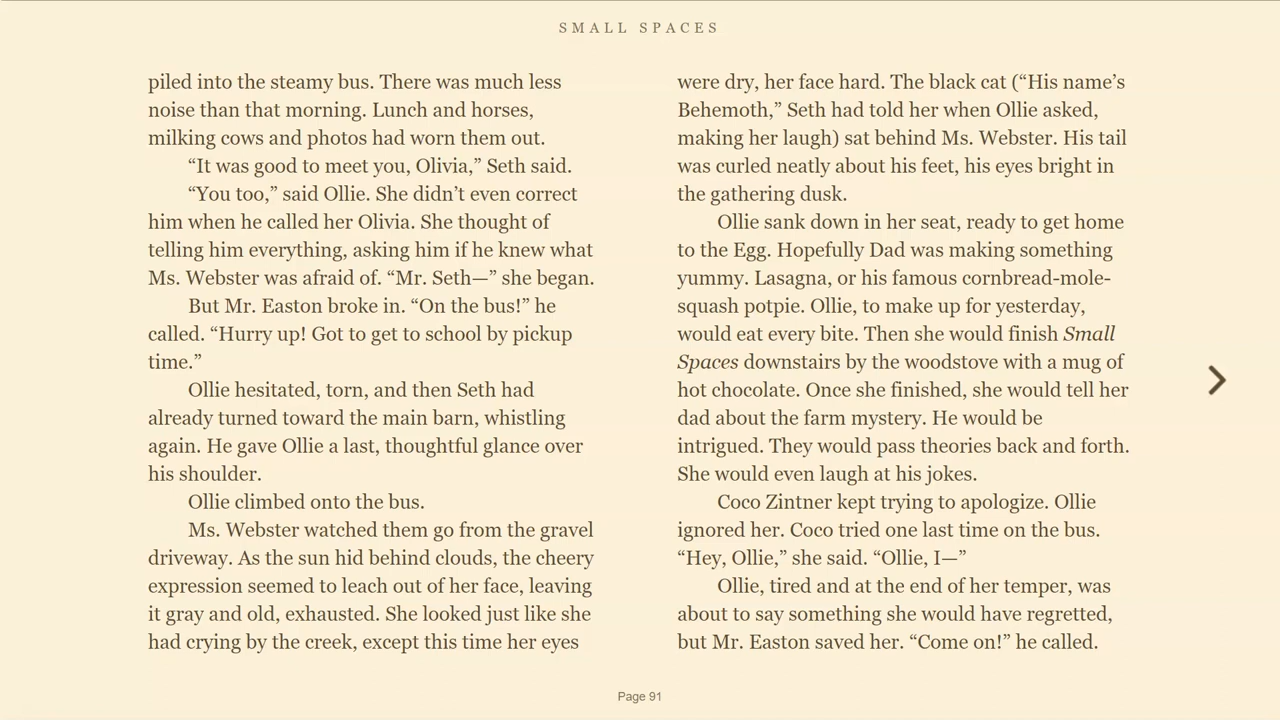 SMALL SPACES
piled into the steamy bus. There was much less
noise than that morning. Lunch and horses,
milking cows and photos had worn them out.
“It was good to meet you, Olivia,” Seth said.
“You too,” said Ollie. She didn’t even correct
him when he called her Olivia. She thought of
telling him everything, asking him if he knew what
Ms. Webster was afraid of. “Mr. Seth—” she began.
But Mr. Easton broke in. “On the bus!” he
called. “Hurry up! Got to get to school by pickup
time.”
Ollie hesitated, torn, and then Seth had
already turned toward the main barn, whistling
again. He gave Ollie a last, thoughtful glance over
his shoulder.
Ollie climbed onto the bus.
Ms. Webster watched them go from the gravel
driveway. As the sun hid behind clouds, the cheery
expression seemed to leach out of her face, leaving
it gray and old, exhausted. She looked just like she
had crying by the creek, except this time her eyes
were dry, her face hard. The black cat (“His name’s
Behemoth,” Seth had told her when Ollie asked,
making her laugh) sat behind Ms. Webster. His tail
was curled neatly about his feet, his eyes bright in
the gathering dusk.
Ollie sank down in her seat, ready to get home
to the Egg. Hopefully Dad was making something
yummy. Lasagna, or his famous cornbread-mole-
squash potpie. Ollie, to make up for yesterday,
would eat every bite. Then she would finish Small
Spaces downstairs by the woodstove with a mug of
hot chocolate. Once she finished, she would tell her
dad about the farm mystery. He would be
intrigued. They would pass theories back and forth.
She would even laugh at his jokes.
Coco Zintner kept trying to apologize. Ollie
ignored her. Coco tried one last time on the bus.
“Hey, Ollie,” she said. “Ollie, I—”
Ollie, tired and at the end of her temper, was
about to say something she would have regretted,
but Mr. Easton saved her. “Come on!” he called.
Page 91